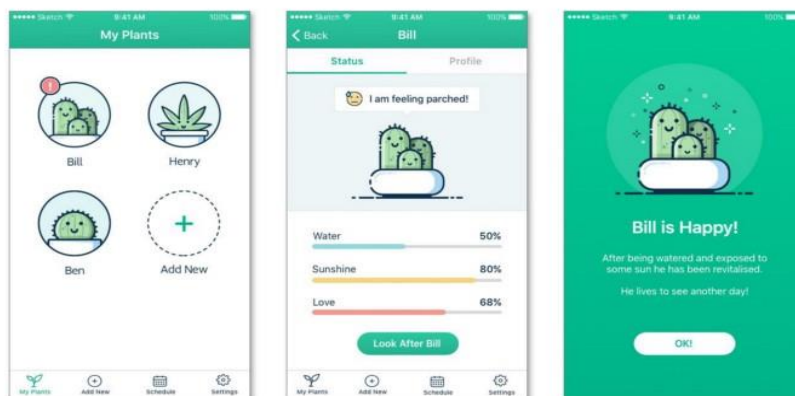 Sketch 9:41 AM 100%
My Plants
!
Bill
Henry
Ben
+
Add New
My Plants Add New Schedule Settings
Sketch 9:41 AM 100%
Back Bill
Status Profile
I am feeling parched!
Water 50%
Sunshine 80%
Love 68%
Look After Bill
My Plants Add New Schedule Settings
Sketch 9:41 AM 100%
Bill is Happy!
After being watered and exposed to
some sun he has been revitalised.
He lives to see another day!
OK!